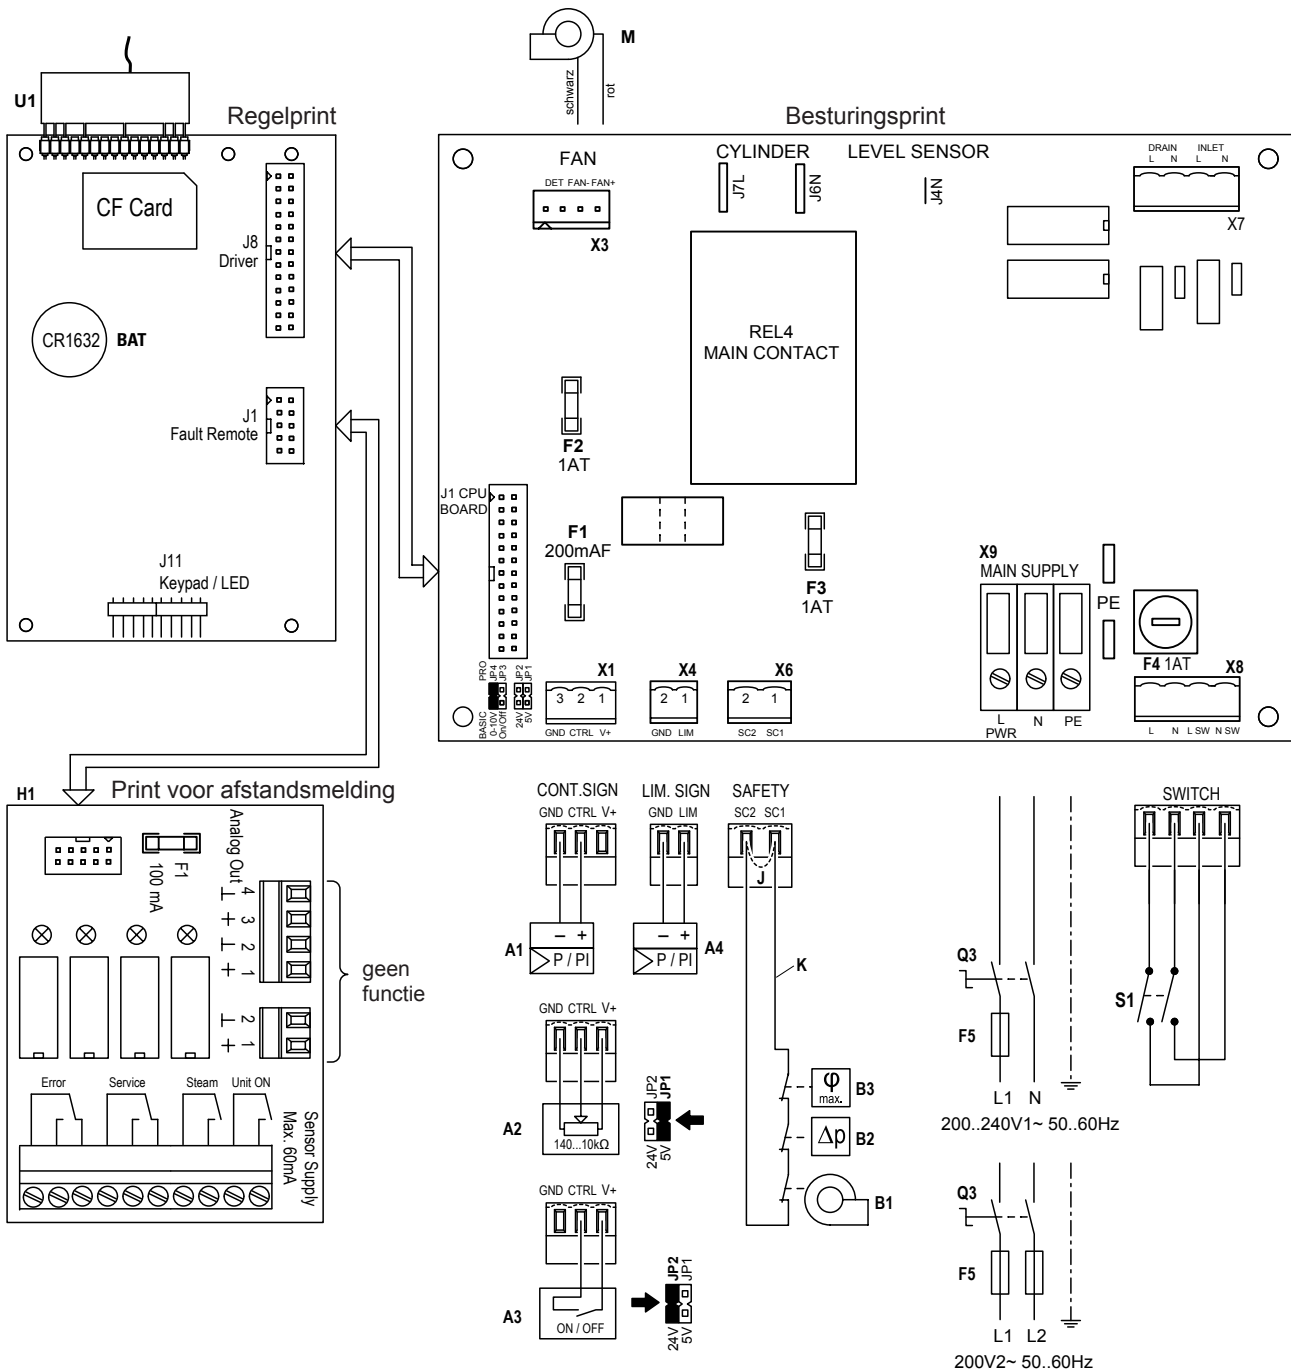 M
schwarz
rot
U1
Regelprint
Besturingsprint
FAN
DET FAN- FAN+
X3
CYLINDER
J7L
J6N
LEVEL SENSOR
J4N
DRAIN INLET
L N L N
X7
CF Card
J8
Driver
CR1632
BAT
REL4
MAIN CONTACT
J1
Fault Remote
F2
1AT
J1 CPU
BOARD
F1
200mAF
F3
1AT
X9
MAIN SUPPLY
PE
F4 1AT
J11
Keypad / LED
PRO
JP4
JP3
JP2
JP1
BASIC
0-10V
On/Off
24V
5V
X1
3 2 1
GND CTRL V+
X4
2 1
GND LIM
X6
2 1
SC2 SC1
L
PWR
N
PE
X8
L N L SW N SW
H1
Print voor afstandsmelding
F1
100 mA
Analog Out
4
3
+
2
1
+
2
1
+
geen
functie
Error
Service
Steam
Unit ON
Sensor Supply
Max. 60mA
CONT.SIGN
GND CTRL V+
A1
– +
P / PI
LIM. SIGN
GND LIM
– +
P / PI
A4
SAFETY
SC2 SC1
J
K
φ
max.
B3
Δp
B2
B1
GND CTRL V+
A2
140...10kΩ
JP2
JP1
24V
5V
GND CTRL V+
A3
ON / OFF
JP2
JP1
24V
5V
Q3
F5
L1 N
200..240V1~ 50..60Hz
Q3
F5
L1 L2
200V2~ 50..60Hz
SWITCH
S1